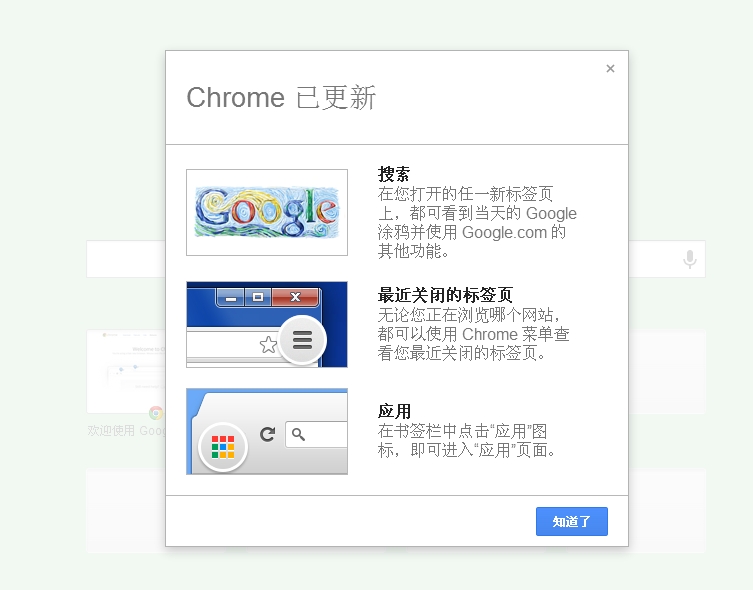 Chrome 已更新
Google
搜索
在您打开的任一新标签页
上，都可看到当天的 Google
涂鸦并使用 Google.com 的
其他功能。
最近关闭的标签页
无论您正在浏览哪个网站，
都可以使用 Chrome 菜单查
看您最近关闭的标签页。
应用
在书签栏中点击“应用”图
标，即可进入“应用”页面。
欢迎使用 Goog
知道了